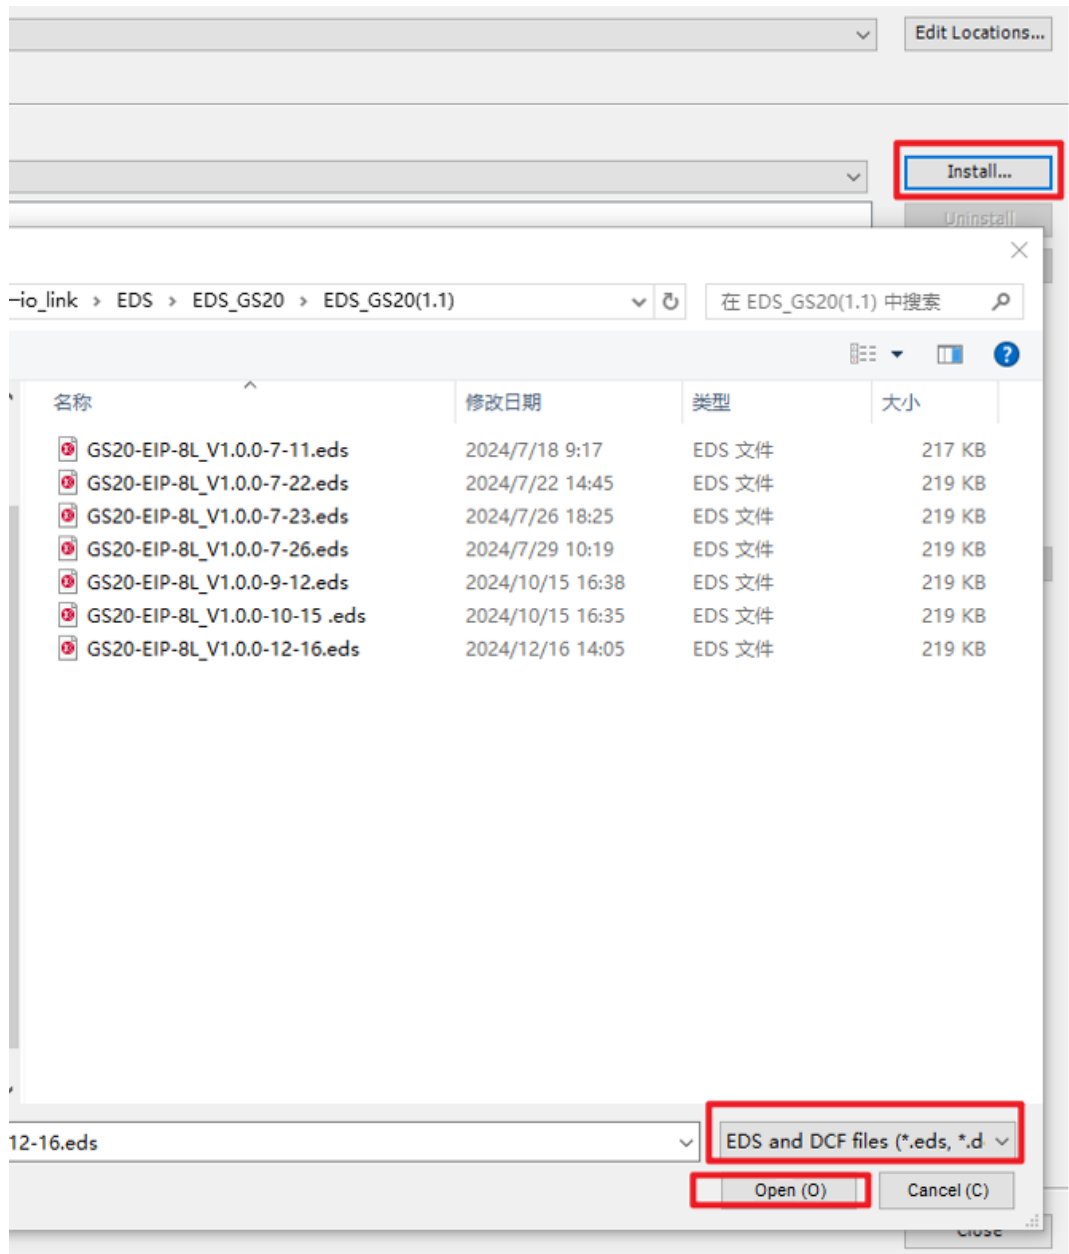 Edit Locations...
Install...
Uninstall
io_link > EDS > EDS_GS20 > EDS_GS20(1.1)
在 EDS_GS20(1.1) 中搜索
名称 修改日期 类型 大小
GS20-EIP-8L_V1.0.0-7-11.eds 2024/7/18 9:17 EDS 文件 217 KB
GS20-EIP-8L_V1.0.0-7-22.eds 2024/7/22 14:45 EDS 文件 219 KB
GS20-EIP-8L_V1.0.0-7-23.eds 2024/7/26 18:25 EDS 文件 219 KB
GS20-EIP-8L_V1.0.0-7-26.eds 2024/7/29 10:19 EDS 文件 219 KB
GS20-EIP-8L_V1.0.0-9-12.eds 2024/10/15 16:38 EDS 文件 219 KB
GS20-EIP-8L_V1.0.0-10-15 .eds 2024/10/15 16:35 EDS 文件 219 KB
GS20-EIP-8L_V1.0.0-12-16.eds 2024/12/16 14:05 EDS 文件 219 KB
12-16.eds
EDS and DCF files (*.eds, *.d
Open (O) Cancel (C)
Close